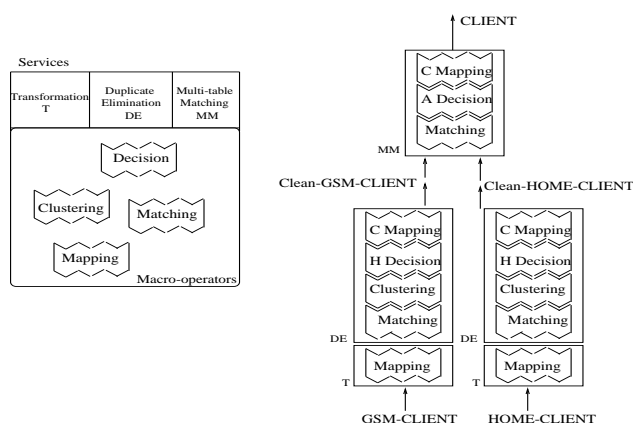 Services
Transformation
T
Duplicate
Elimination
DE
Multi-table
Matching
MM
Decision
Clustering
Matching
Mapping
Macro-operators
CLIENT
C Mapping
A Decision
Matching
MM
Clean-GSM-CLIENT
Clean-HOME-CLIENT
C Mapping
H Decision
Clustering
Matching
DE
Mapping
T
GSM-CLIENT
C Mapping
H Decision
Clustering
Matching
DE
Mapping
T
HOME-CLIENT